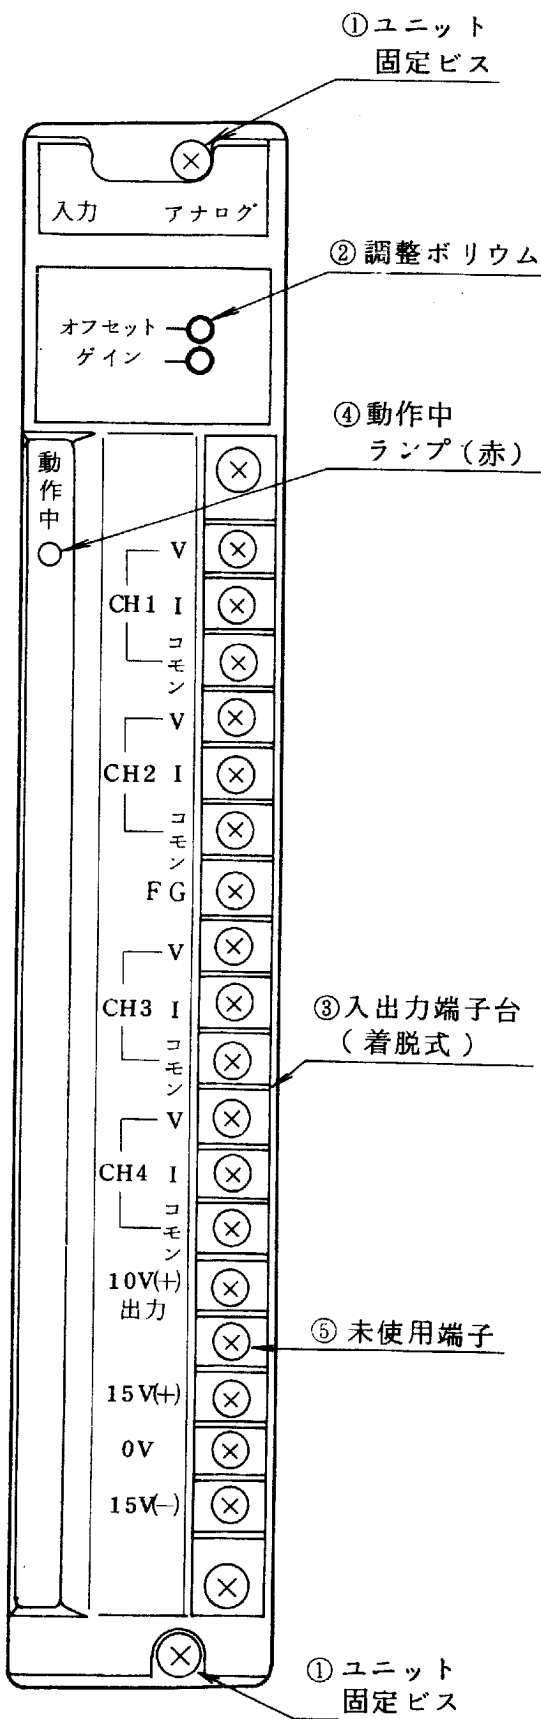 ①ユニット
固定ビス
入力 アナログ
②調整ボリウム
オフセット
ゲイン
④動作中
ランプ(赤)
動作中
V
CH1 I
コモン
V
CH2 I
コモン
FG
V
CH3 I
コモン
③入出力端子台
(着脱式)
V
CH4 I
コモン
10V(+)
出力
⑤未使用端子
15V(+)
0V
15V(-)
①ユニット
固定ビス